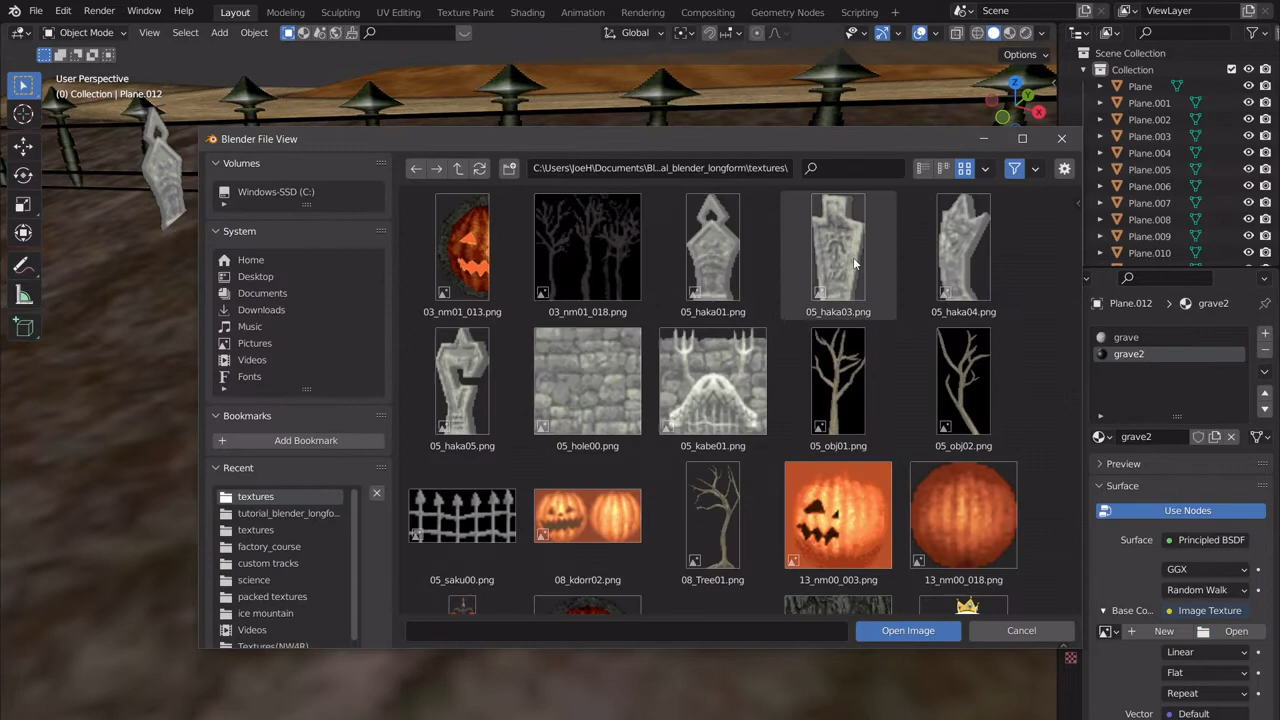 File Edit Render Window Help Layout Modeling Sculpting UV Editing Texture Paint Shading Animation Rendering Compositing Geometry Nodes Scripting + Scene ViewLayer
Object Mode View Select Add Object Global
Options
User Perspective
(0) Collection | Plane.012
Z
Y
X
Scene Collection
Collection
Plane
Plane.001
Plane.002
Plane.003
Plane.004
Plane.005
Plane.006
Plane.007
Plane.008
Plane.009
Plane.010
Blender File View
Volumes
Windows-SSD (C:)
System
Home
Desktop
Documents
Downloads
Music
Pictures
Videos
Fonts
Bookmarks
+ Add Bookmark
Recent
textures
tutorial_blender_longfo...
textures
factory_course
custom tracks
science
packed textures
ice mountain
Videos
Textures(NW4R)
C:\Users\JoeH\Documents\Bl...al_blender_longform\textures\
03_nm01_013.png 03_nm01_018.png 05_haka01.png 05_haka03.png 05_haka04.png
05_haka05.png 05_hole00.png 05_kabe01.png 05_obj01.png 05_obj02.png
05_saku00.png 08_kdorr02.png 08_Tree01.png 13_nm00_003.png 13_nm00_018.png
Open Image Cancel
Plane.012 grave2
grave
grave2
grave2
Preview
Surface
Use Nodes
Surface Principled BSDF
GGX
Random Walk
Base Co... Image Texture
+ New Open
Linear
Flat
Repeat
Vector Default